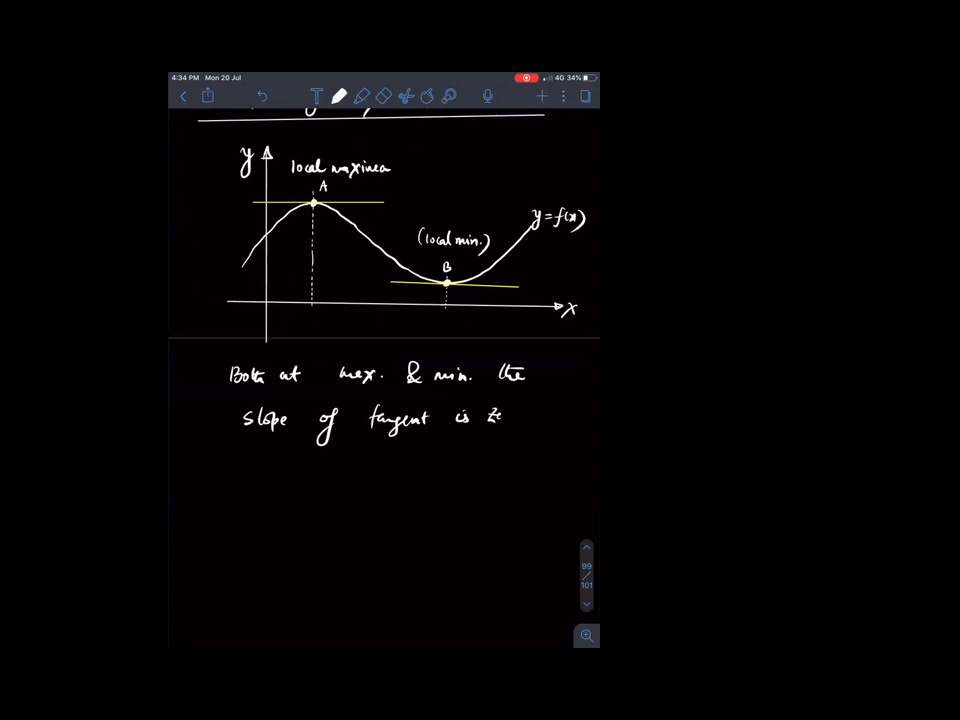 4:34 PM Mon 20 Jul
4G 34%
T
y
local maxima
A
y = f(x)
(local min.)
B
x
Both at max. & min. the
slope of tangent is ze
99
101